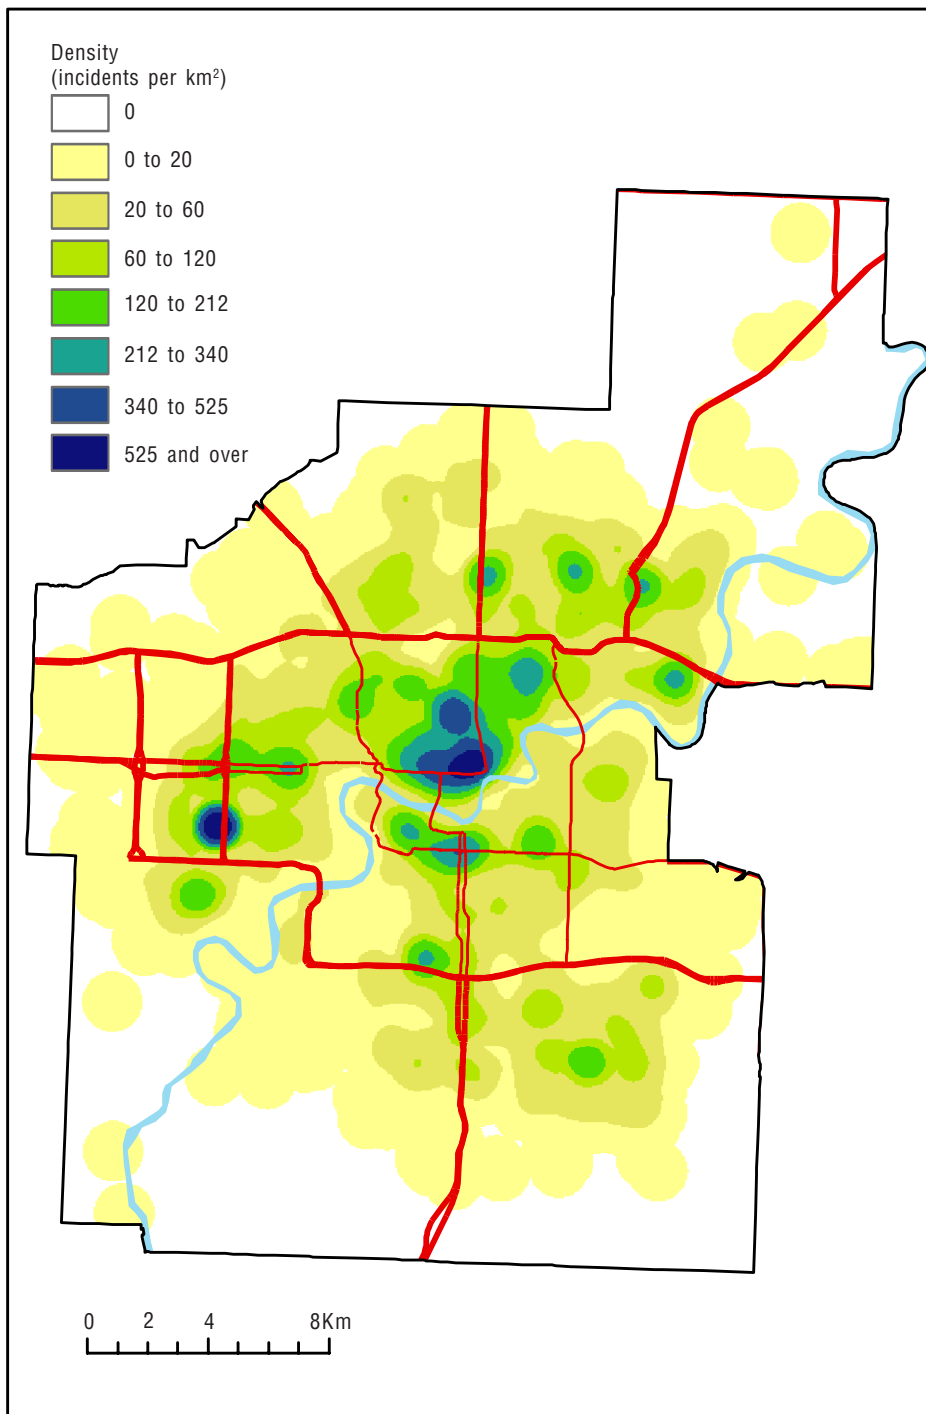 Density
(incidents per km²)
0
0 to 20
20 to 60
60 to 120
120 to 212
212 to 340
340 to 525
525 and over
0 2 4 8Km